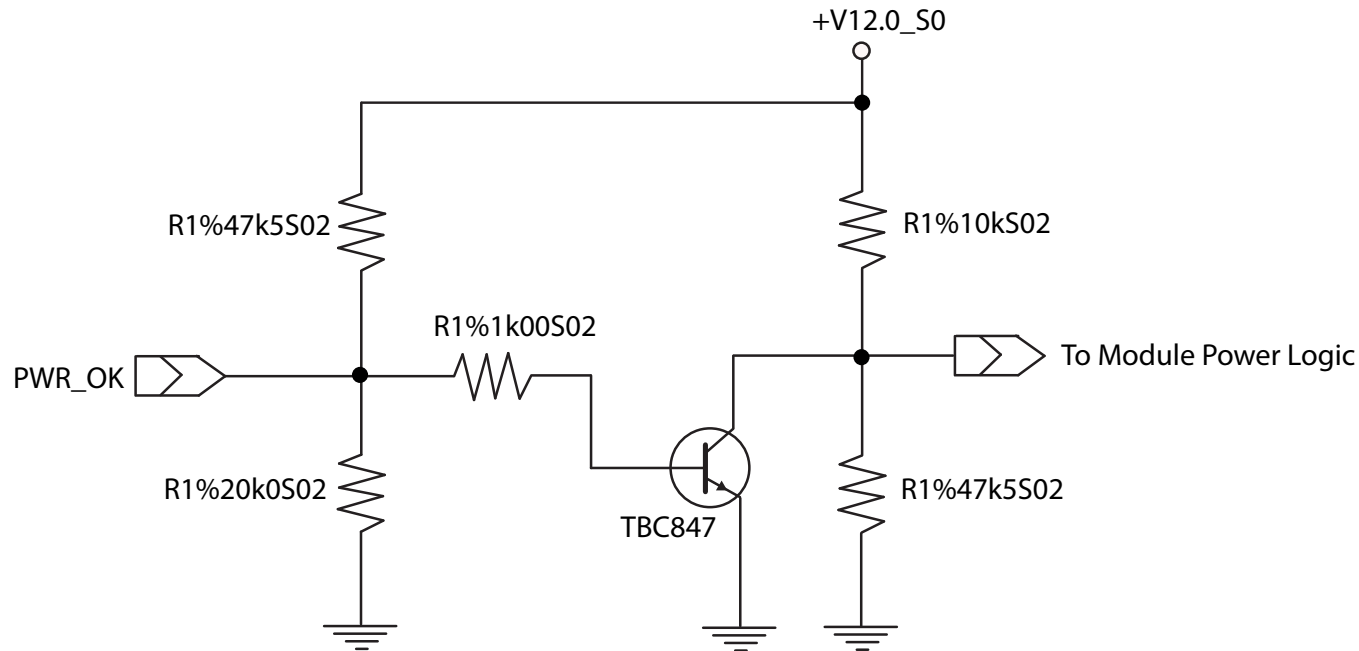 +V12.0_S0
R1%47k5S02
R1%10kS02
R1%1k00S02
PWR_OK
To Module Power Logic
R1%20k0S02
TBC847
R1%47k5S02